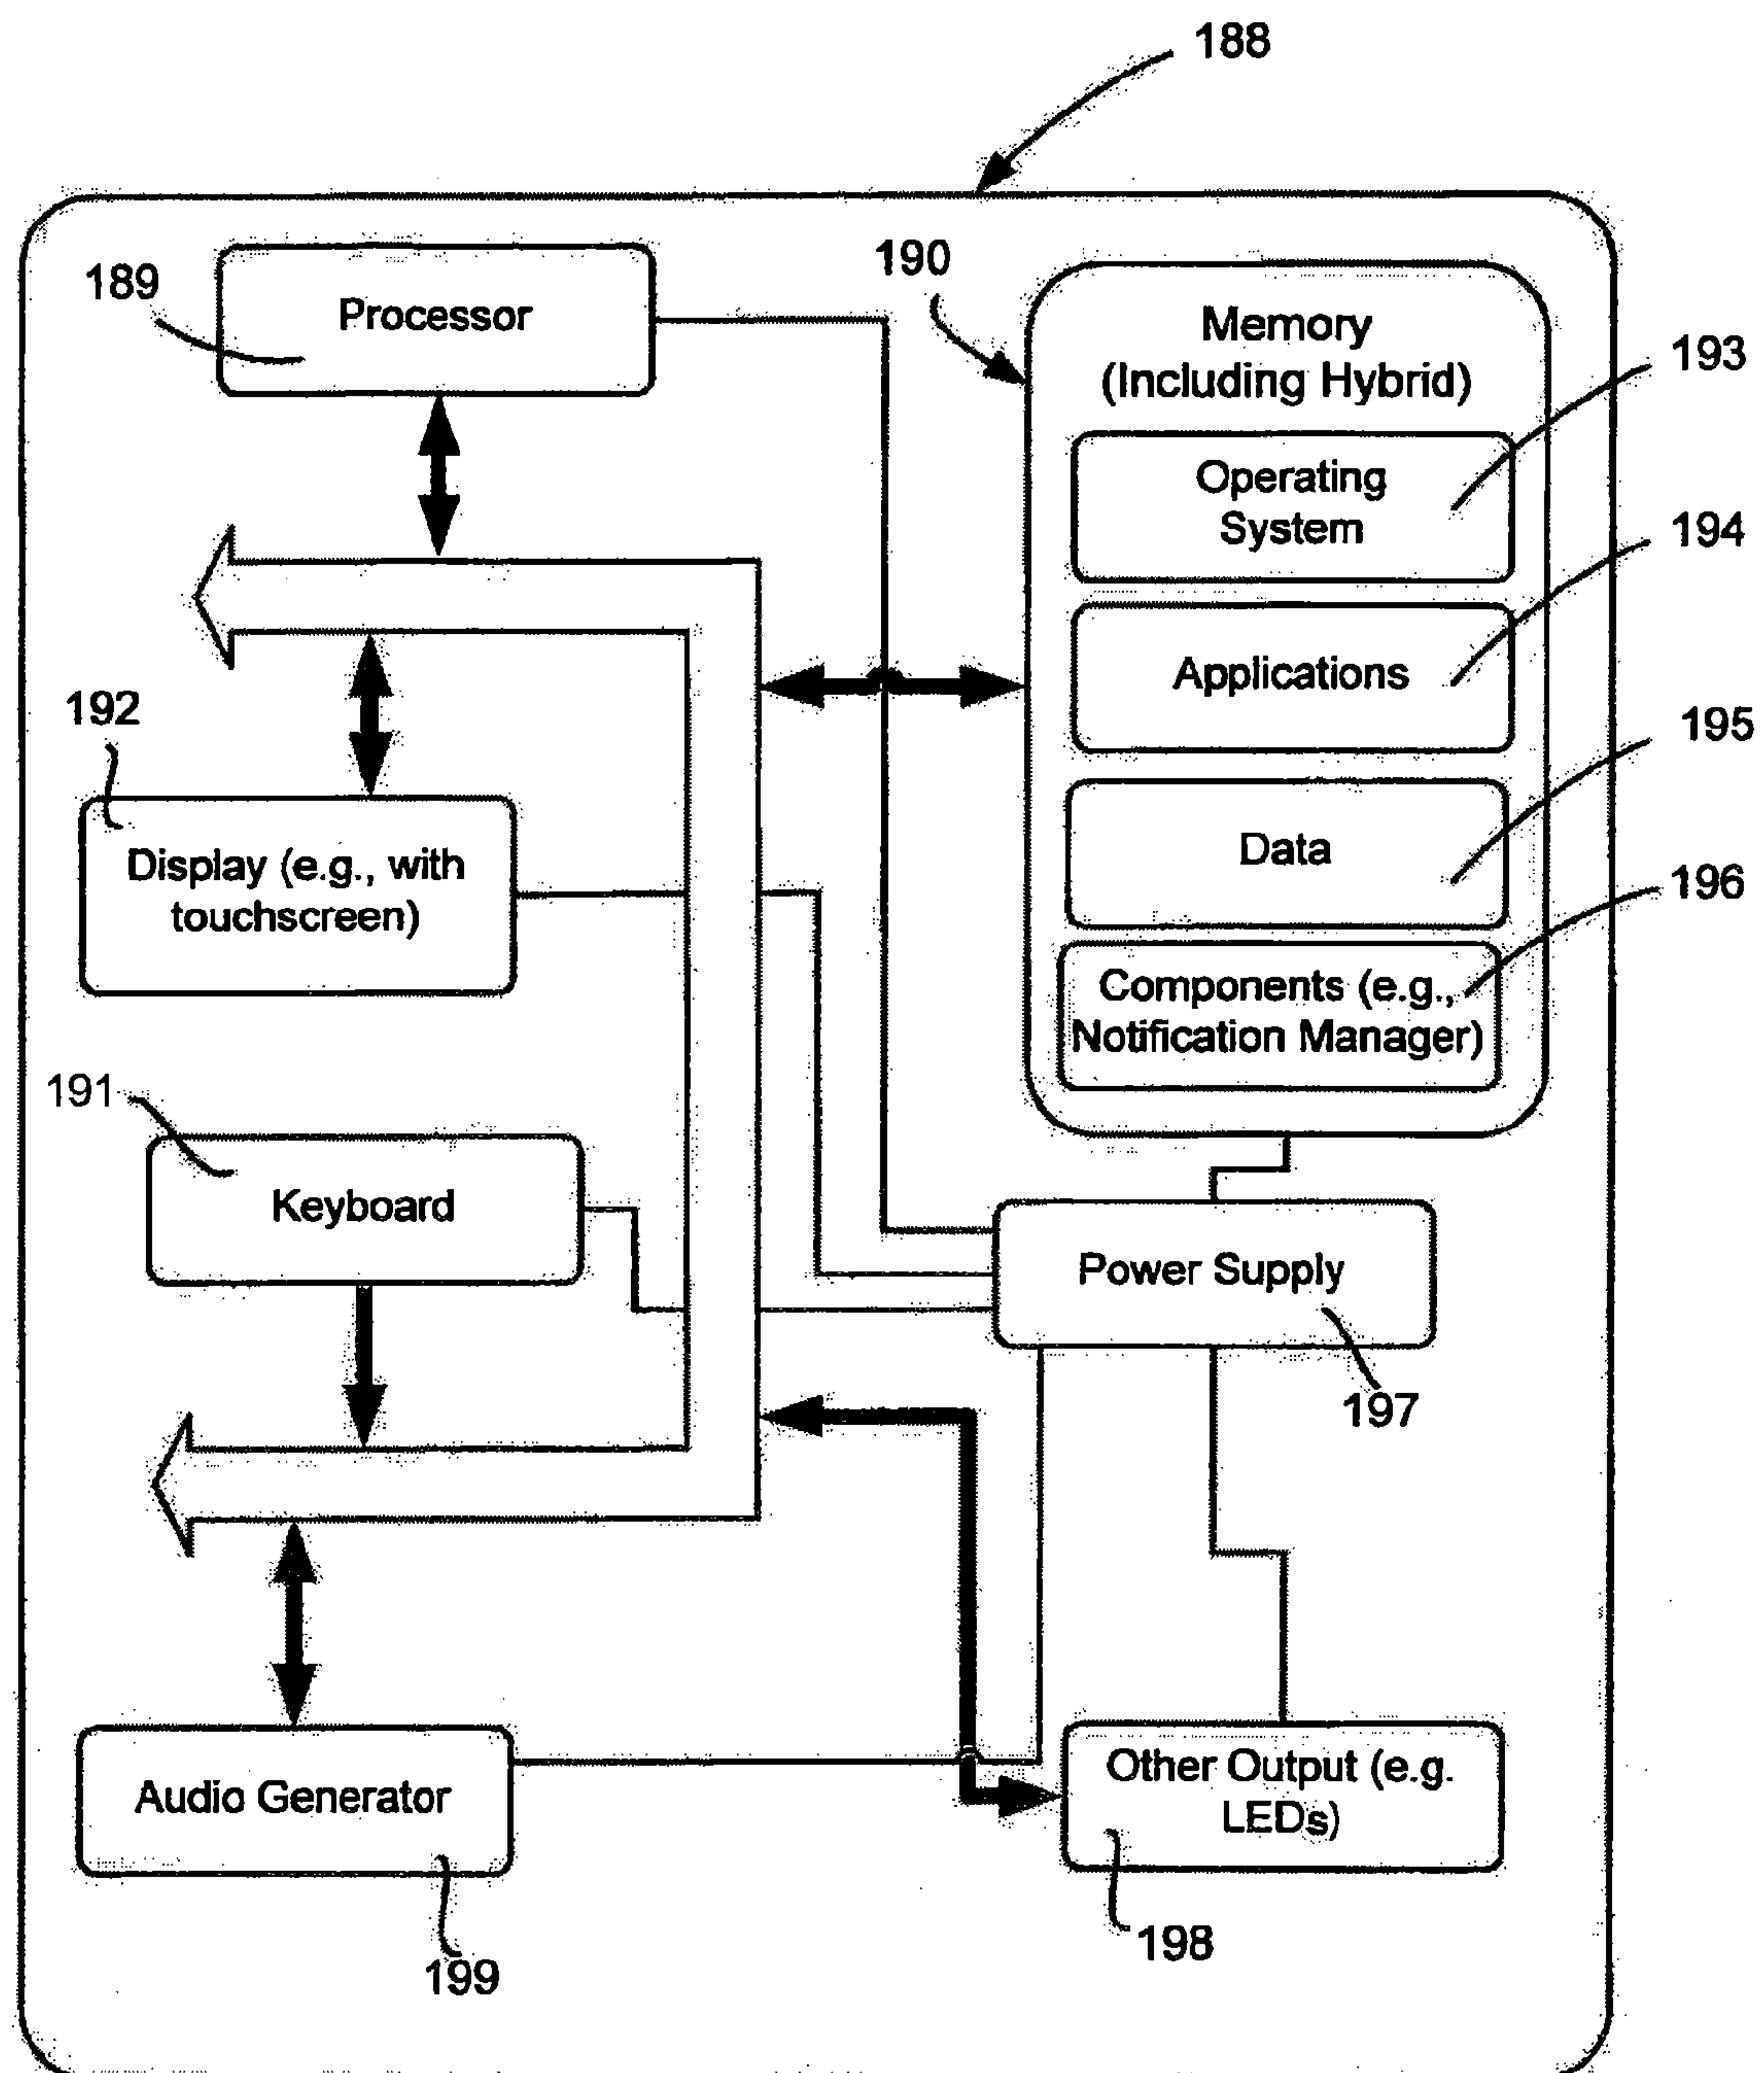 188
189
Processor
190
Memory
(Including Hybrid)
193
Operating
System
194
Applications
192
195
Display (e.g., with
touchscreen)
Data
196
Components (e.g.,
Notification Manager)
191
Keyboard
Power Supply
197
Audio Generator
Other Output (e.g.
LEDs)
198
199